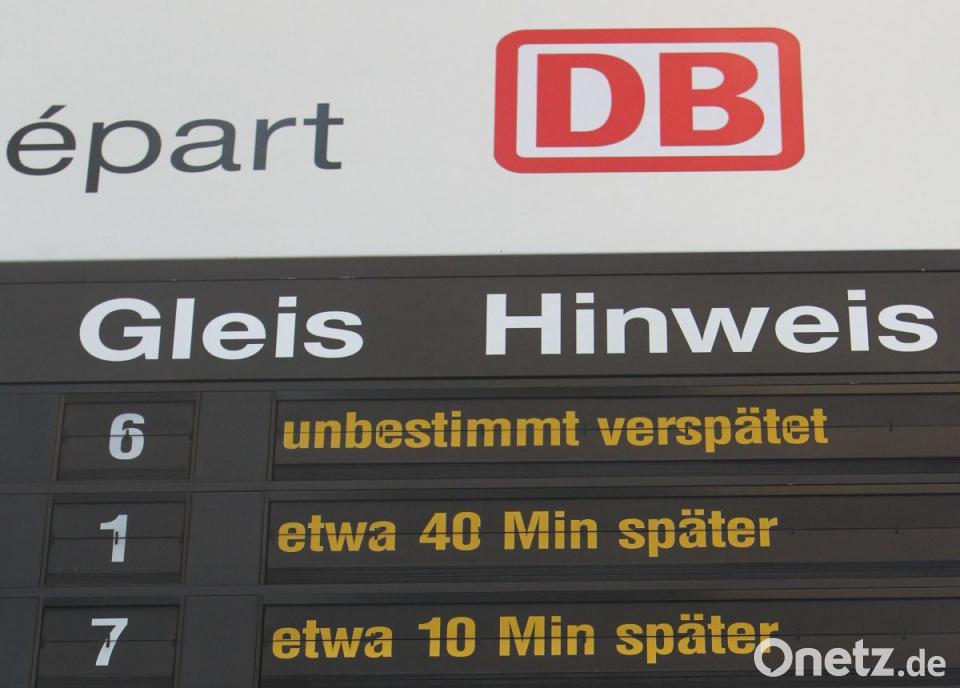 épart
DB
Gleis Hinweis
6 unbestimmt verspätet
1 etwa 40 Min später
7 etwa 10 Min später
Onetz.de